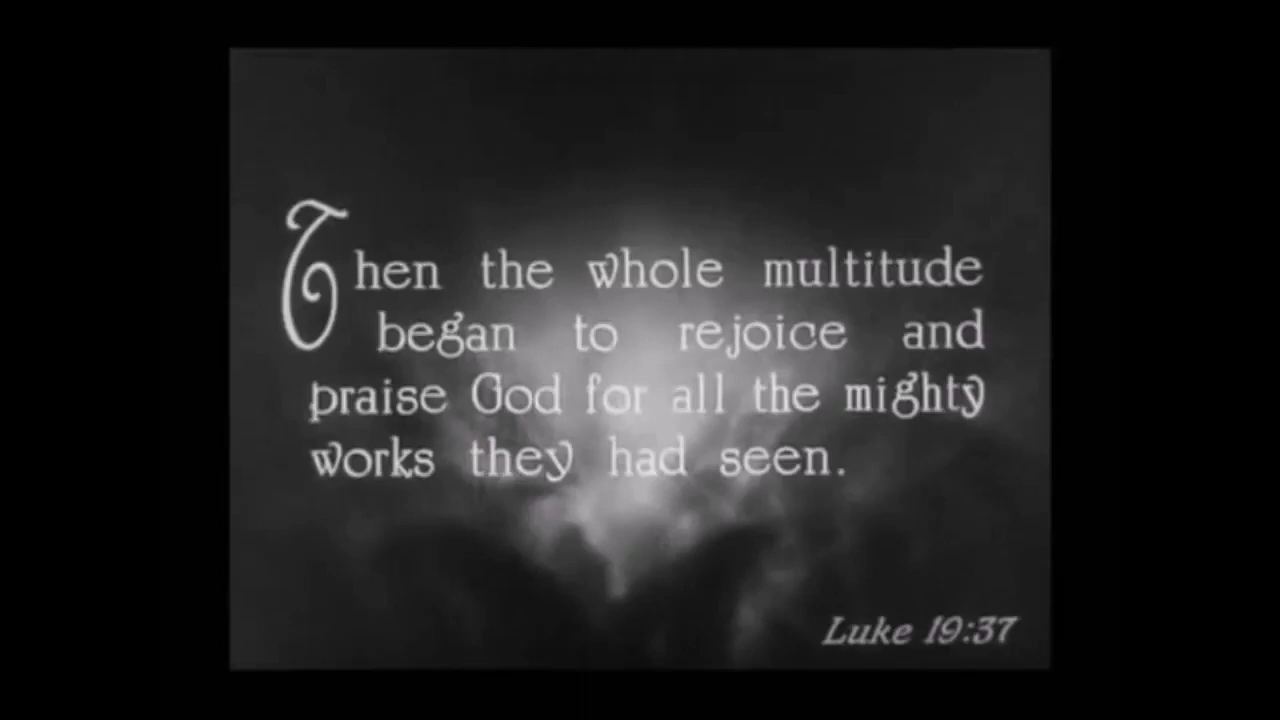 Then the whole multitude
began to rejoice and
praise God for all the mighty
works they had seen.
Luke 19:37